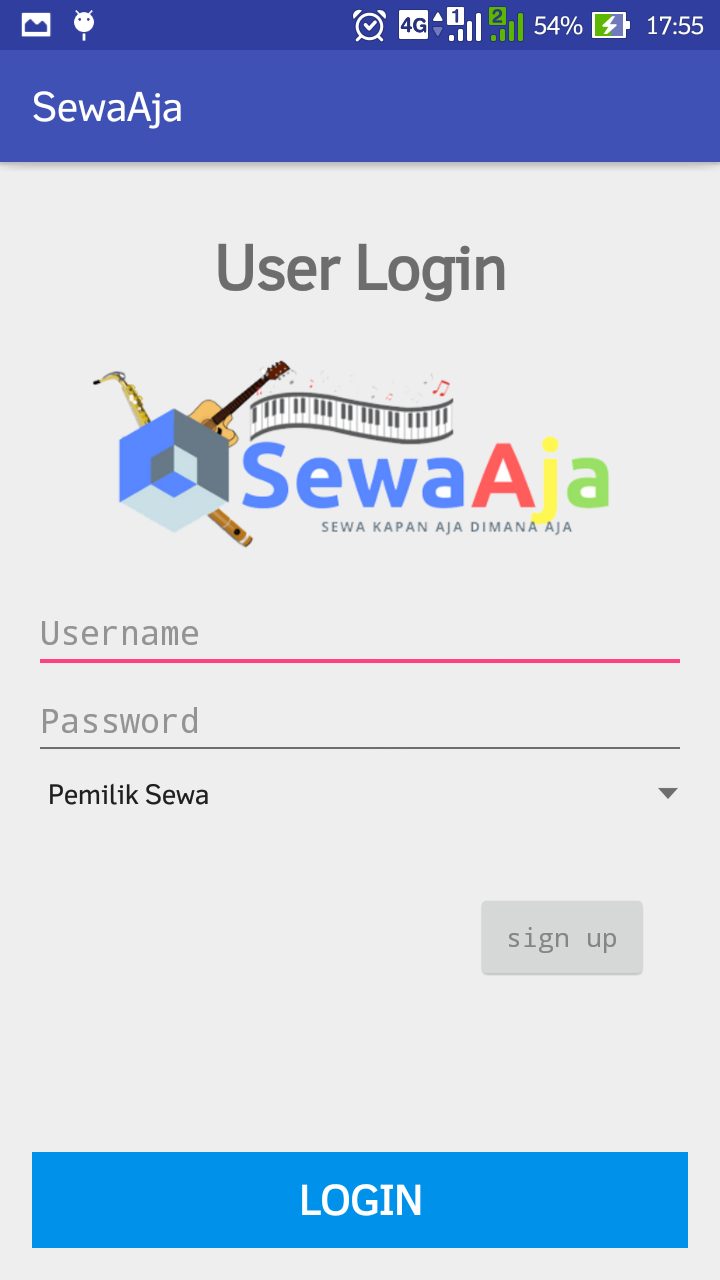 4G 1 2 54% 17:55
SewaAja
User Login
SewaAja
SEWA KAPAN AJA DIMANA AJA
Username
Password
Pemilik Sewa
sign up
LOGIN